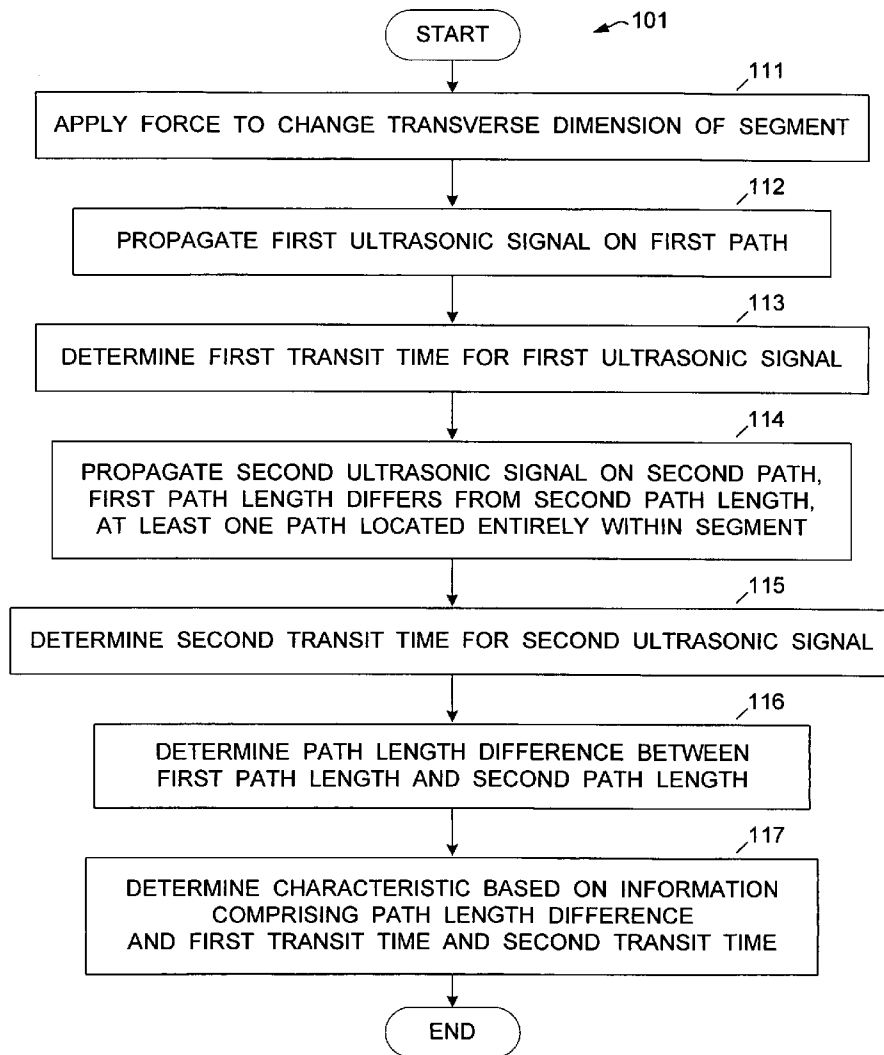 START
101
111
APPLY FORCE TO CHANGE TRANSVERSE DIMENSION OF SEGMENT
112
PROPAGATE FIRST ULTRASONIC SIGNAL ON FIRST PATH
113
DETERMINE FIRST TRANSIT TIME FOR FIRST ULTRASONIC SIGNAL
114
PROPAGATE SECOND ULTRASONIC SIGNAL ON SECOND PATH,
FIRST PATH LENGTH DIFFERS FROM SECOND PATH LENGTH,
AT LEAST ONE PATH LOCATED ENTIRELY WITHIN SEGMENT
115
DETERMINE SECOND TRANSIT TIME FOR SECOND ULTRASONIC SIGNAL
116
DETERMINE PATH LENGTH DIFFERENCE BETWEEN
FIRST PATH LENGTH AND SECOND PATH LENGTH
117
DETERMINE CHARACTERISTIC BASED ON INFORMATION
COMPRISING PATH LENGTH DIFFERENCE
AND FIRST TRANSIT TIME AND SECOND TRANSIT TIME
END